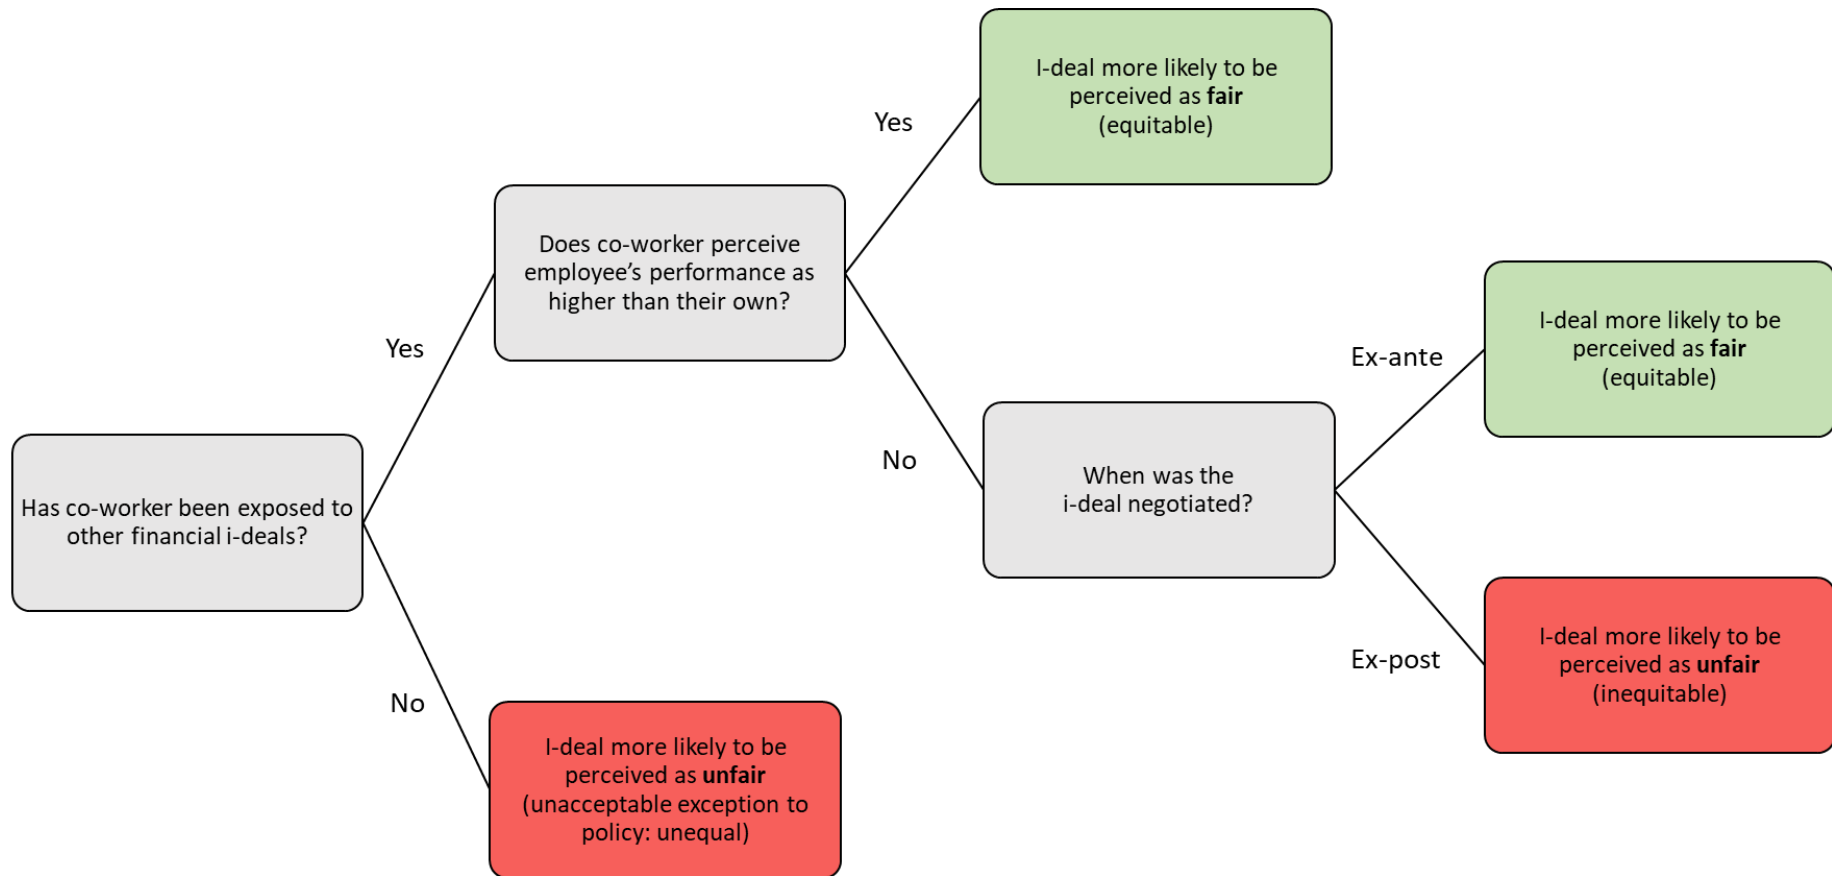 I-deal more likely to be
perceived as fair
(equitable)
Yes
Does co-worker perceive
employee’s performance as
higher than their own?
Yes
I-deal more likely to be
perceived as fair
(equitable)
Ex-ante
No
When was the
i-deal negotiated?
Has co-worker been exposed to
other financial i-deals?
Ex-post
I-deal more likely to be
perceived as unfair
(inequitable)
No
I-deal more likely to be
perceived as unfair
(unacceptable exception to
policy: unequal)